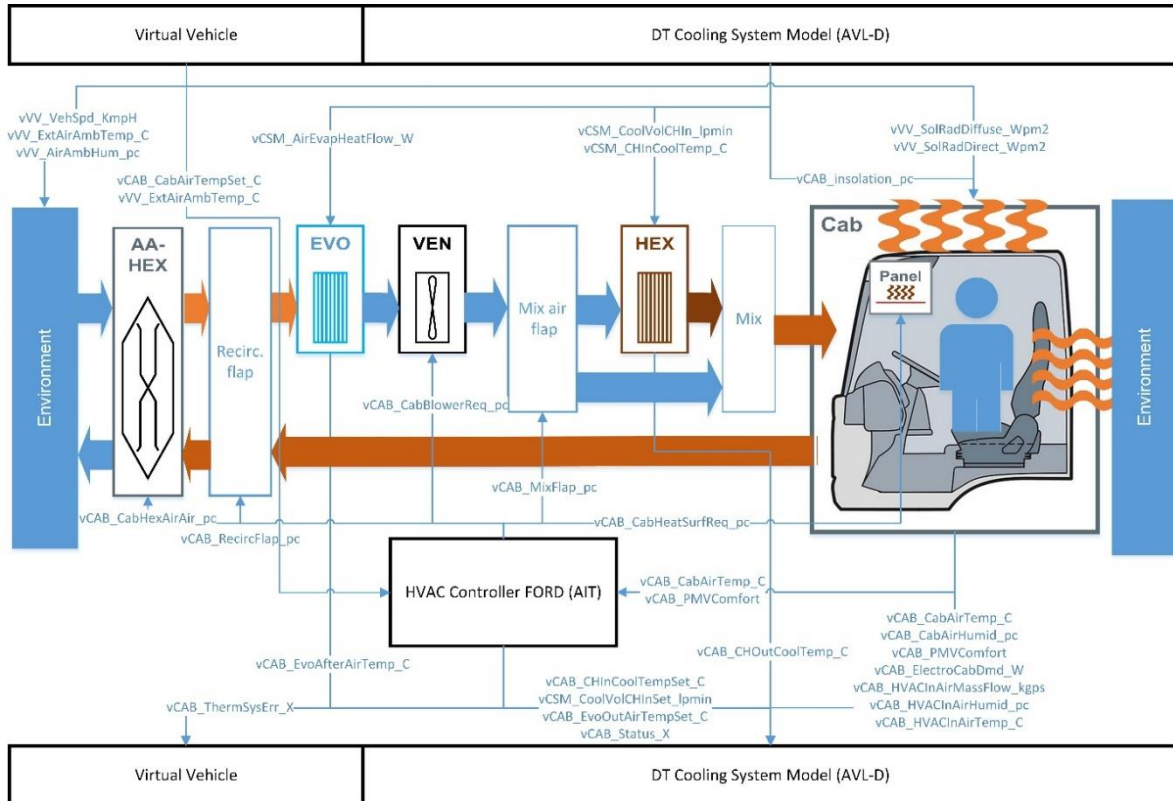 Virtual Vehicle
DT Cooling System Model (AVL-D)
vVV_VehSpd_KmpH
vVV_ExtAirAmbTemp_C
vVV_AirAmbHum_pc
vCAB_CabAirTempSet_C
vVV_ExtAirAmbTemp_C
vCSM_AirEvapHeatFlow_W
vCSM_CoolVolCHIn_lpmin
vCSM_CHInCoolTemp_C
vVV_SolRadDiffuse_Wpm2
vVV_SolRadDirect_Wpm2
vCAB_insolation_pc
Environment
AA-
HEX
Recirc.
flap
EVO
VEN
Mix air
flap
HEX
Mix
Cab
Panel
Environment
vCAB_CabBlowerReq_pc
vCAB_MixFlap_pc
vCAB_CabHexAirAir_pc
vCAB_RecircFlap_pc
vCAB_CabHeatSurfReq_pc
HVAC Controller FORD (AIT)
vCAB_CabAirTemp_C
vCAB_PMVComfort
vCAB_CabAirTemp_C
vCAB_CabAirHumid_pc
vCAB_PMVComfort
vCAB_ElectroCabDmd_W
vCAB_HVACInAirMassFlow_kgps
vCAB_HVACInAirHumid_pc
vCAB_HVACInAirTemp_C
vCAB_EvoAfterAirTemp_C
vCAB_CHOutCoolTemp_C
vCAB_CHInCoolTempSet_C
vCSM_CoolVolCHInSet_lpmin
vCAB_EvoOutAirTempSet_C
vCAB_Status_X
vCAB_ThermSysErr_X
Virtual Vehicle
DT Cooling System Model (AVL-D)